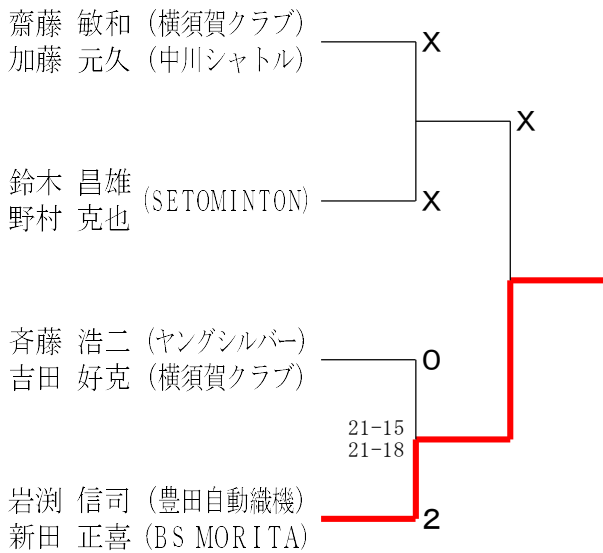 齋藤 敏和 (横須賀クラブ)
加藤 元久 (中川シャトル)
X
X
鈴木 昌雄
野村 克也
(SETOMINTON)
X
斉藤 浩二 (ヤングシルバー)
吉田 好克 (横須賀クラブ)
0
21-15
21-18
岩渕 信司 (豊田自動織機)
新田 正喜 (BS MORITA)
2